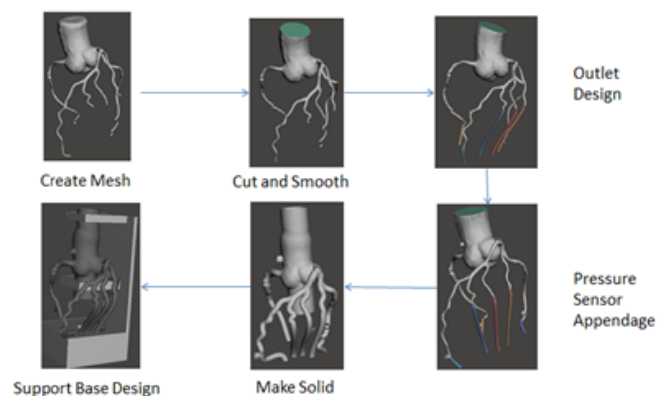 Outlet
Design
Create Mesh
Cut and Smooth
Pressure
Sensor
Appendage
Support Base Design
Make Solid